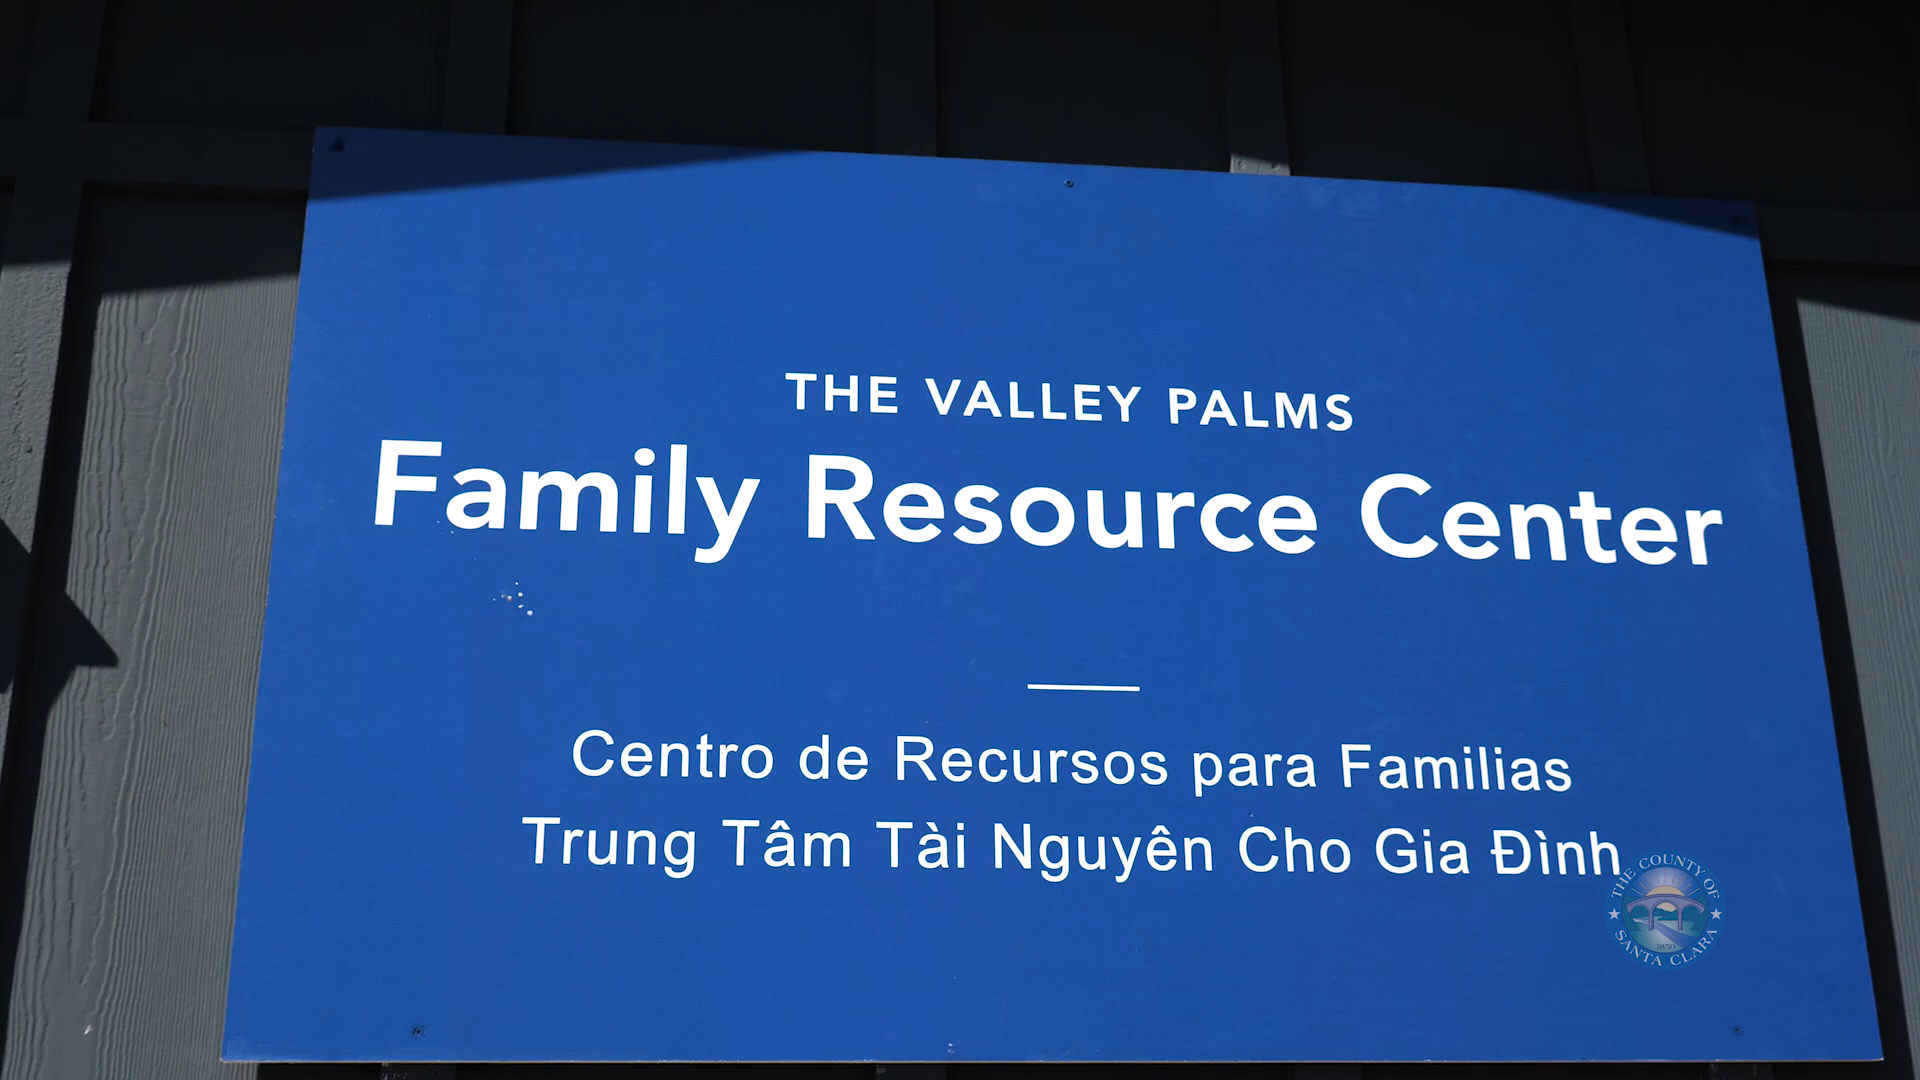 THE VALLEY PALMS
Family Resource Center
Centro de Recursos para Familias
Trung Tâm Tài Nguyên Cho Gia Đình
THE COUNTY OF
SANTA CLARA
1850